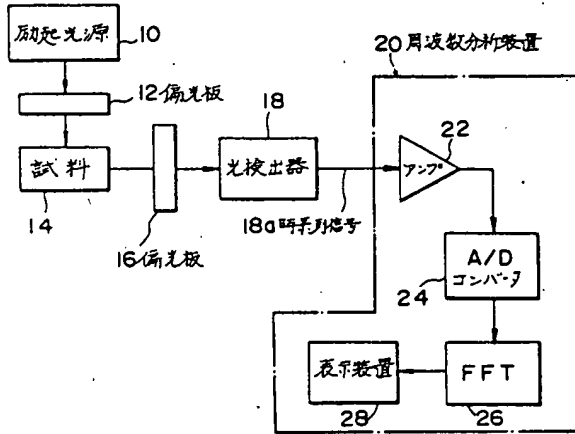 励起光源
10
12 偏光板
試料
14
16 偏光板
18
光検出器
18a 時系列信号
20 周波数分析装置
22
アンプ
A/D
コンバータ
24
FFT
26
表示装置
28